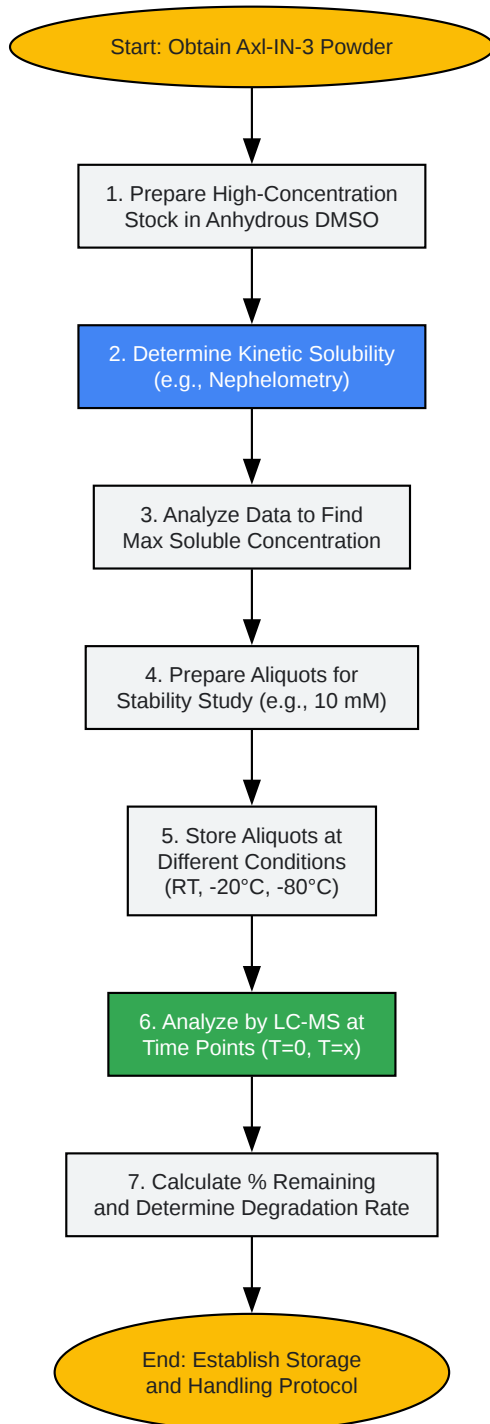 Start: Obtain Axl-IN-3 Powder
1. Prepare High-Concentration
Stock in Anhydrous DMSO
2. Determine Kinetic Solubility
(e.g., Nephelometry)
3. Analyze Data to Find
Max Soluble Concentration
4. Prepare Aliquots for
Stability Study (e.g., 10 mM)
5. Store Aliquots at
Different Conditions
(RT, -20°C, -80°C)
6. Analyze by LC-MS at
Time Points (T=0, T=x)
7. Calculate % Remaining
and Determine Degradation Rate
End: Establish Storage
and Handling Protocol